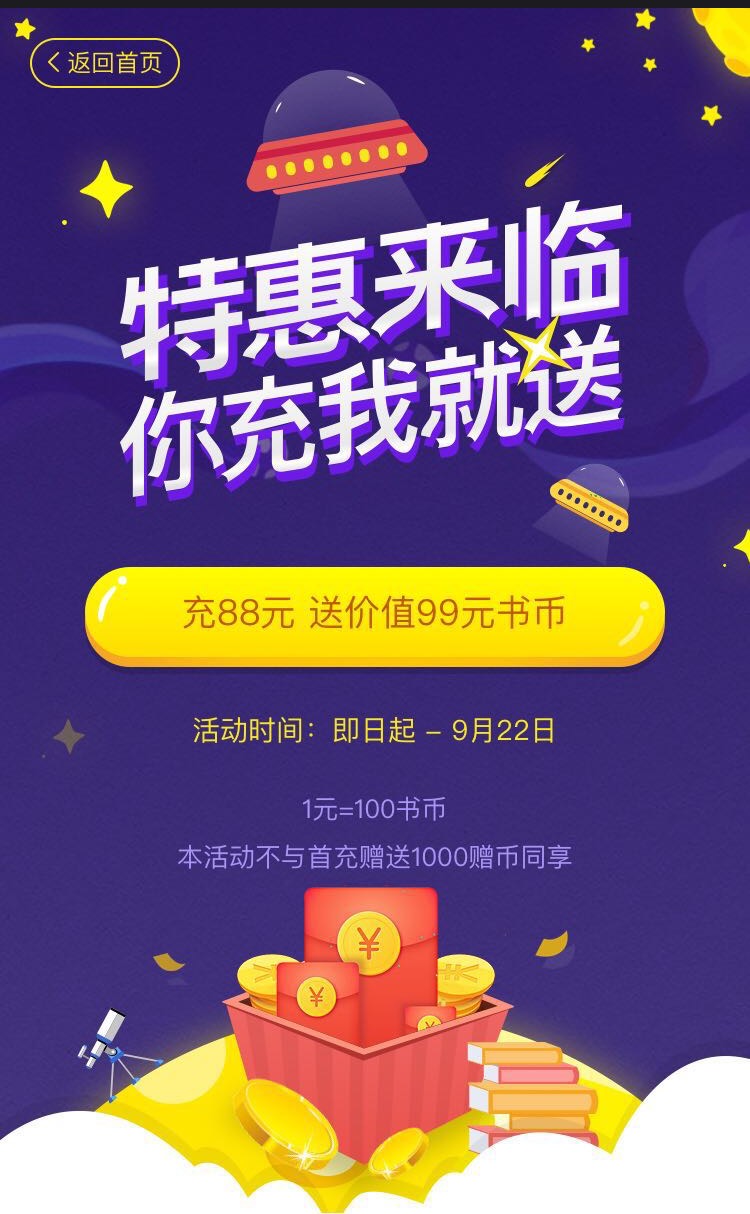 返回首页
特惠来临
你充我就送
充88元 送价值99元书币
活动时间：即日起 – 9月22日
1元=100书币
本活动不与首充赠送1000赠币同享
¥
¥
¥